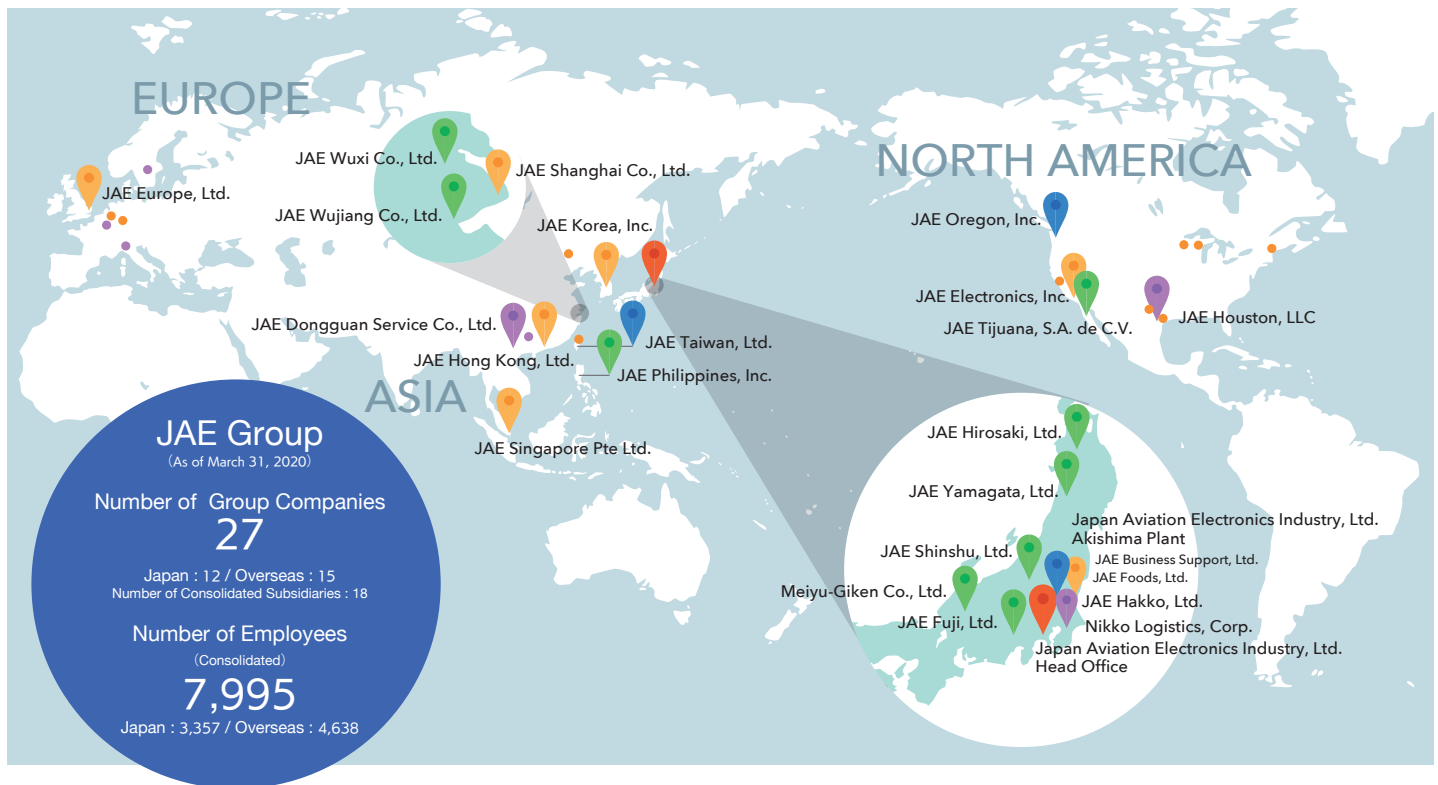 EUROPE
JAE Europe, Ltd.
JAE Wuxi Co., Ltd.
JAE Shanghai Co., Ltd.
JAE Wujiang Co., Ltd.
JAE Korea, Inc.
JAE Dongguan Service Co., Ltd.
JAE Hong Kong, Ltd.
JAE Taiwan, Ltd.
JAE Philippines, Inc.
ASIA
JAE Singapore Pte Ltd.
NORTH AMERICA
JAE Oregon, Inc.
JAE Electronics, Inc.
JAE Tijuana, S.A. de C.V.
JAE Houston, LLC
JAE Hirosaki, Ltd.
JAE Yamagata, Ltd.
Japan Aviation Electronics Industry, Ltd.
Akishima Plant
JAE Shinshu, Ltd.
JAE Business Support, Ltd.
JAE Foods, Ltd.
Meiyu-Giken Co., Ltd.
JAE Hakko, Ltd.
JAE Fuji, Ltd.
Nikko Logistics, Corp.
Japan Aviation Electronics Industry, Ltd.
Head Office
JAE Group
(As of March 31, 2020)
Number of Group Companies
27
Japan : 12 / Overseas : 15
Number of Consolidated Subsidiaries : 18
Number of Employees
(Consolidated)
7,995
Japan : 3,357 / Overseas : 4,638